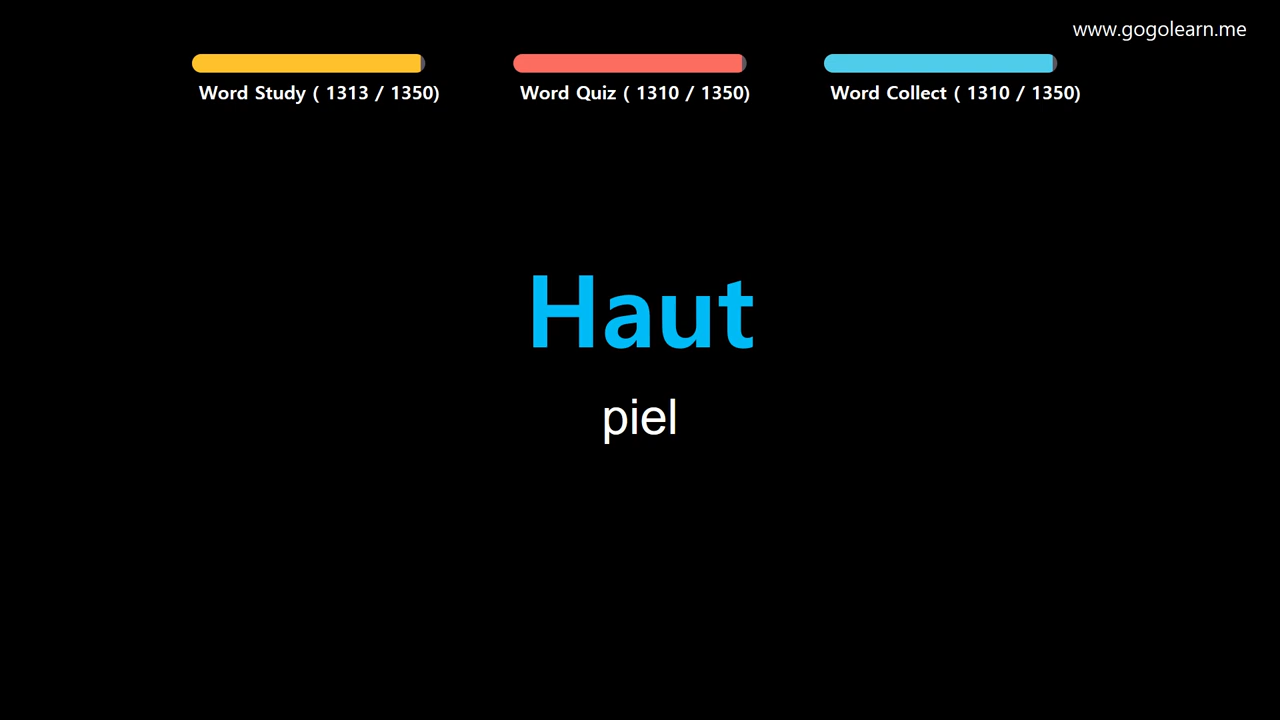 www.gogolearn.me
Word Study ( 1313 / 1350)
Word Quiz ( 1310 / 1350)
Word Collect ( 1310 / 1350)
Haut
piel